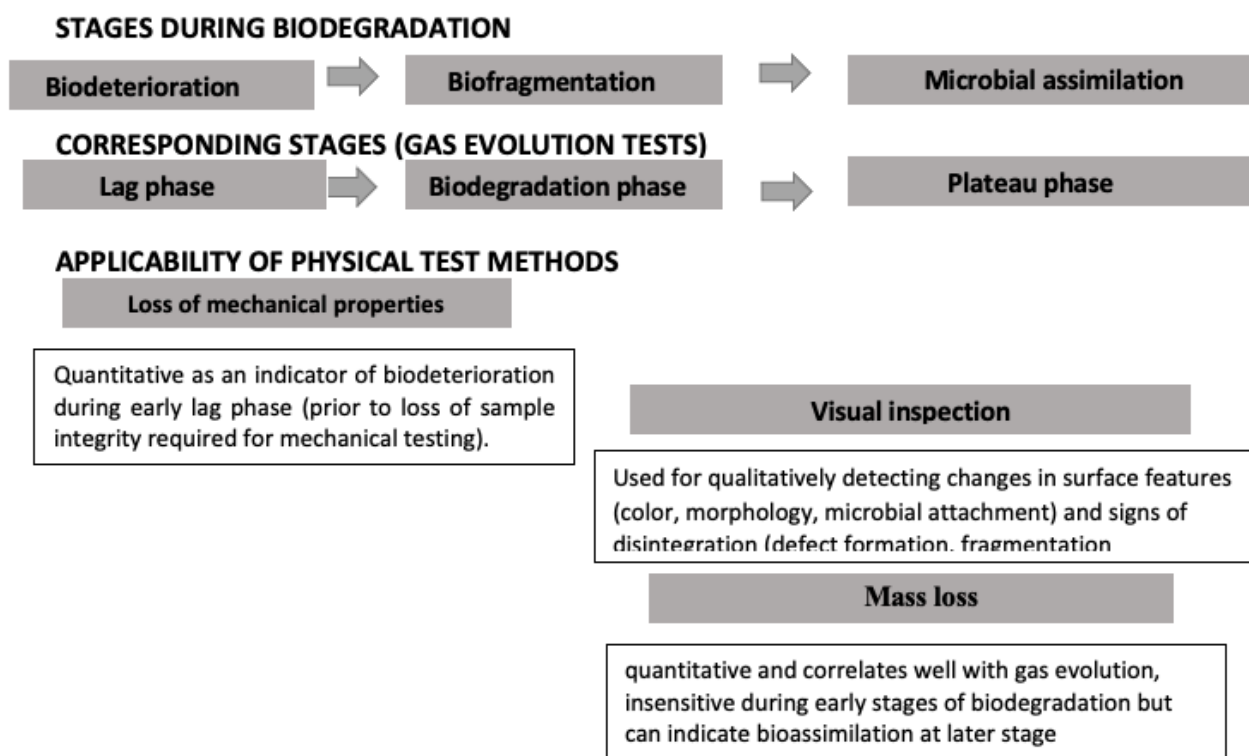 STAGES DURING BIODEGRADATION
Biodeterioration
Biofragmentation
Microbial assimilation
CORRESPONDING STAGES (GAS EVOLUTION TESTS)
Lag phase
Biodegradation phase
Plateau phase
APPLICABILITY OF PHYSICAL TEST METHODS
Loss of mechanical properties
Quantitative as an indicator of biodeterioration
during early lag phase (prior to loss of sample
integrity required for mechanical testing).
Visual inspection
Used for qualitatively detecting changes in surface features
(color, morphology, microbial attachment) and signs of
disintegration (defect formation, fragmentation
Mass loss
quantitative and correlates well with gas evolution,
insensitive during early stages of biodegradation but
can indicate bioassimilation at later stage